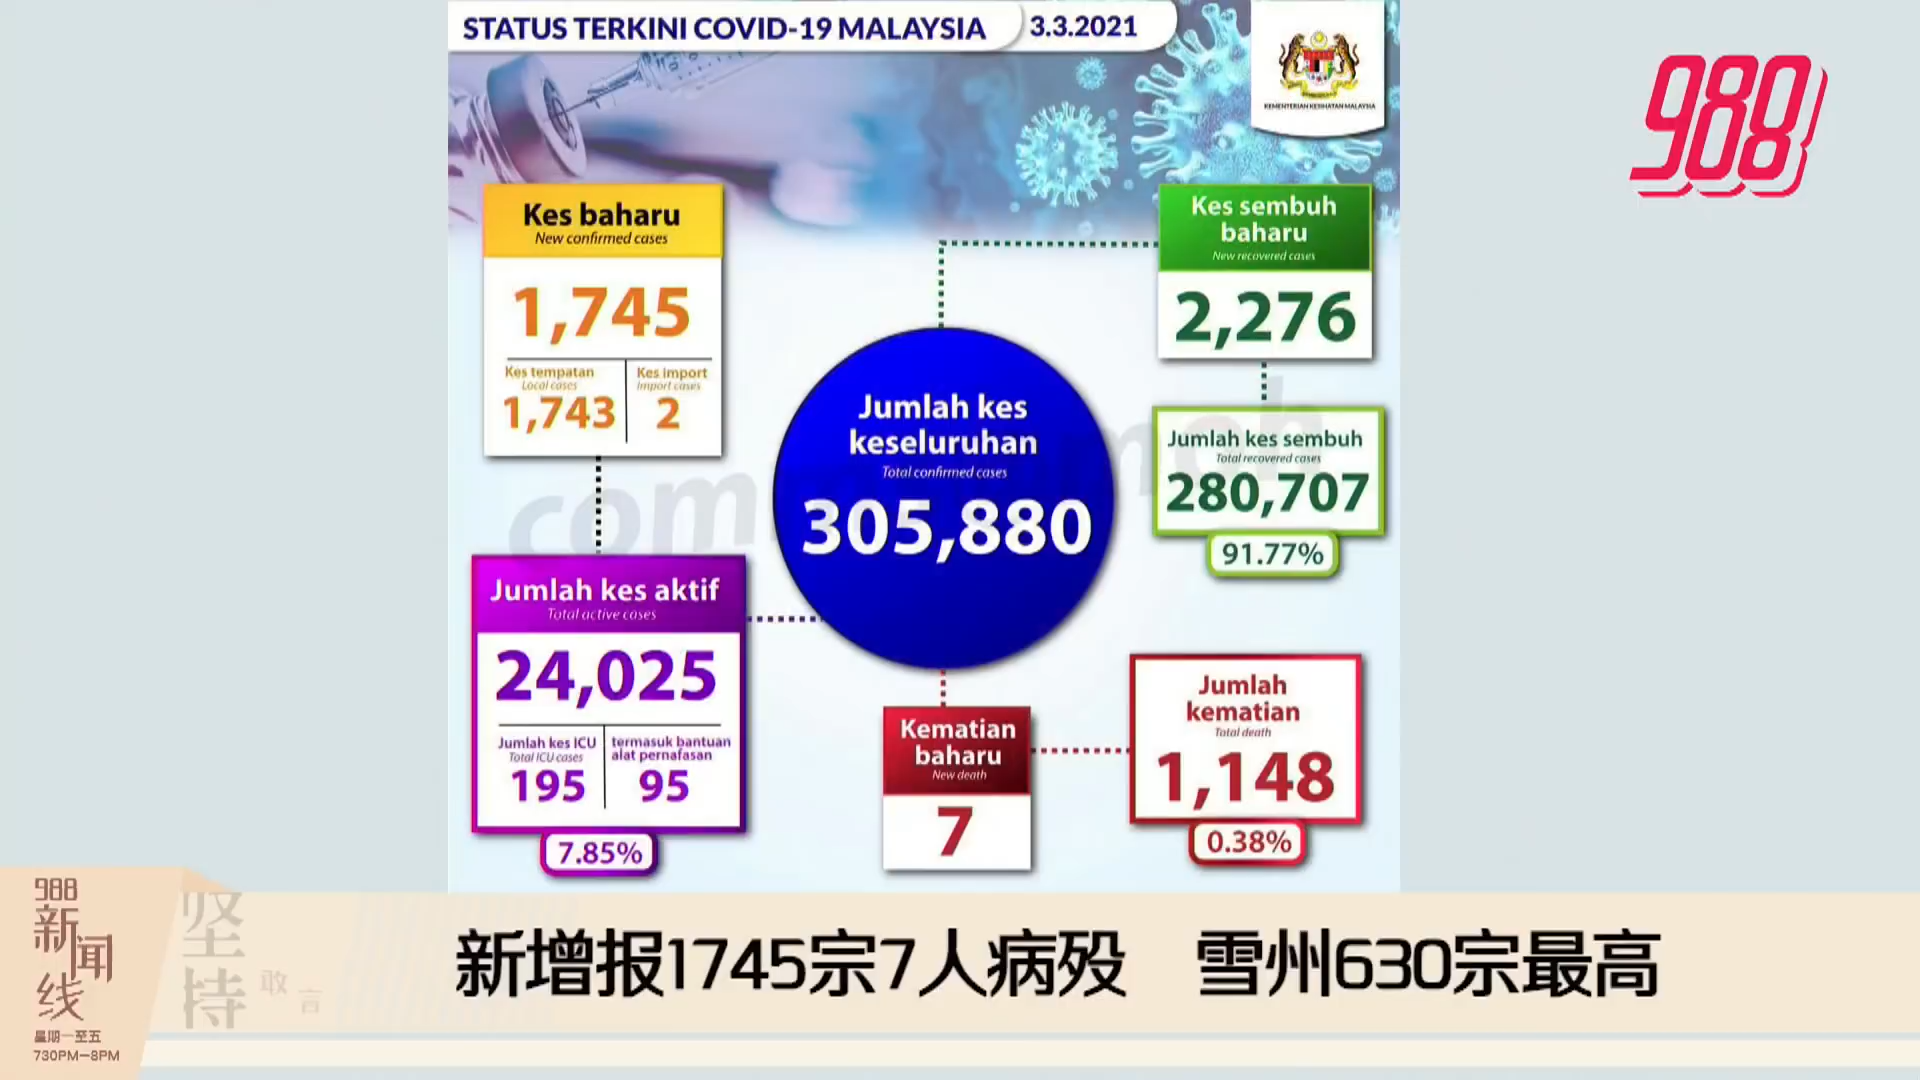 STATUS TERKINI COVID-19 MALAYSIA
3.3.2021
KEMENTERIAN KESIHATAN MALAYSIA
988
Kes baharu
New confirmed cases
1,745
Kes tempatan
Local cases
1,743
Kes import
Import cases
2
Kes sembuh
baharu
New recovered cases
2,276
Jumlah kes
keseluruhan
Total confirmed cases
305,880
Jumlah kes sembuh
Total recovered cases
280,707
91.77%
Jumlah kes aktif
Total active cases
24,025
Jumlah kes ICU
Total ICU cases
195
termasuk bantuan
alat pernafasan
95
7.85%
Kematian
baharu
New death
7
Jumlah
kematian
Total death
1,148
0.38%
988
新闻线
星期一至五
730PM-8PM
坚持
敢言
新增报1745宗7人病殁 雪州630宗最高